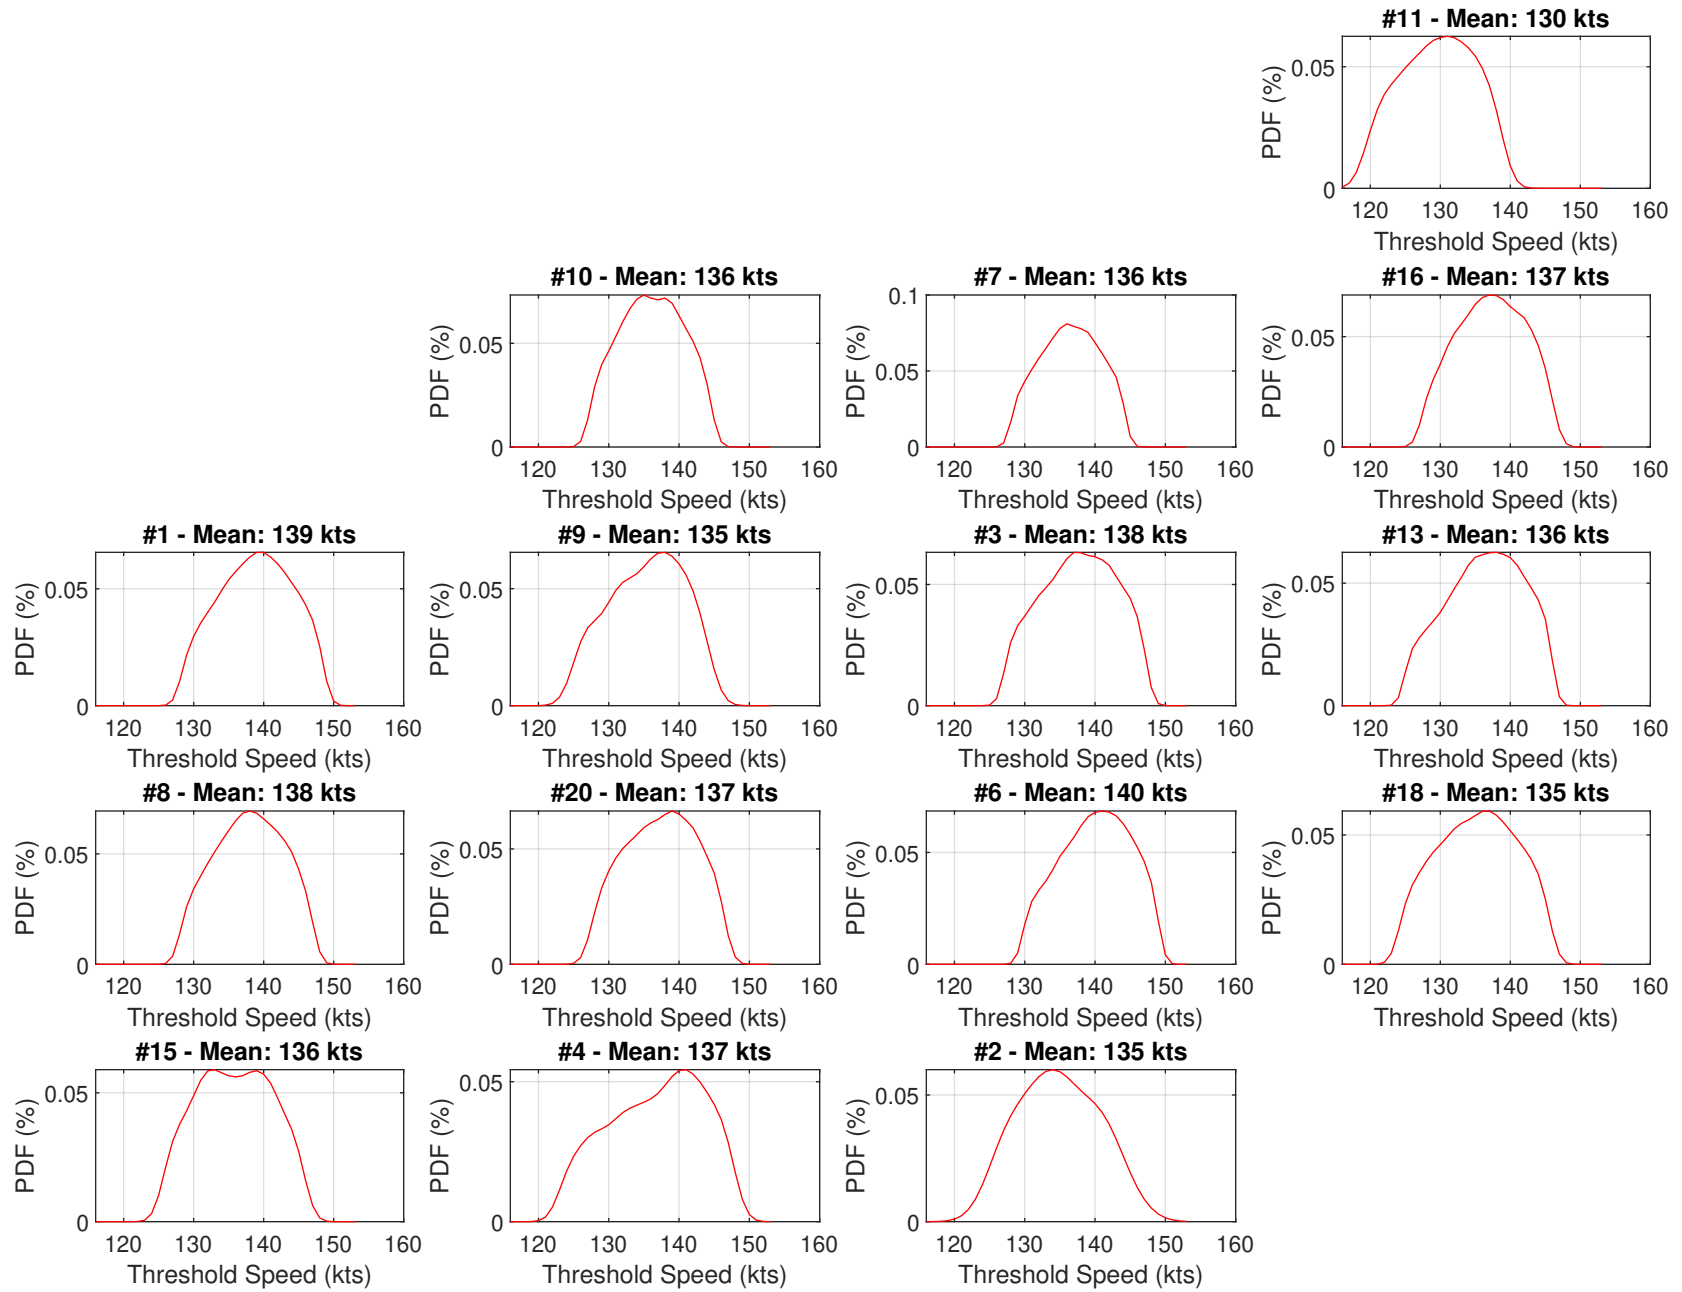 #11 - Mean: 130 kts
PDF (%)
0.05
0
120 130 140 150 160
Threshold Speed (kts)
#10 - Mean: 136 kts
PDF (%)
0.05
0
120 130 140 150 160
Threshold Speed (kts)
#7 - Mean: 136 kts
PDF (%)
0.1
0.05
0
120 130 140 150 160
Threshold Speed (kts)
#16 - Mean: 137 kts
PDF (%)
0.05
0
120 130 140 150 160
Threshold Speed (kts)
#1 - Mean: 139 kts
PDF (%)
0.05
0
120 130 140 150 160
Threshold Speed (kts)
#9 - Mean: 135 kts
PDF (%)
0.05
0
120 130 140 150 160
Threshold Speed (kts)
#3 - Mean: 138 kts
PDF (%)
0.05
0
120 130 140 150 160
Threshold Speed (kts)
#13 - Mean: 136 kts
PDF (%)
0.05
0
120 130 140 150 160
Threshold Speed (kts)
#8 - Mean: 138 kts
PDF (%)
0.05
0
120 130 140 150 160
Threshold Speed (kts)
#20 - Mean: 137 kts
PDF (%)
0.05
0
120 130 140 150 160
Threshold Speed (kts)
#6 - Mean: 140 kts
PDF (%)
0.05
0
120 130 140 150 160
Threshold Speed (kts)
#18 - Mean: 135 kts
PDF (%)
0.05
0
120 130 140 150 160
Threshold Speed (kts)
#15 - Mean: 136 kts
PDF (%)
0.05
0
120 130 140 150 160
Threshold Speed (kts)
#4 - Mean: 137 kts
PDF (%)
0.05
0
120 130 140 150 160
Threshold Speed (kts)
#2 - Mean: 135 kts
PDF (%)
0.05
0
120 130 140 150 160
Threshold Speed (kts)